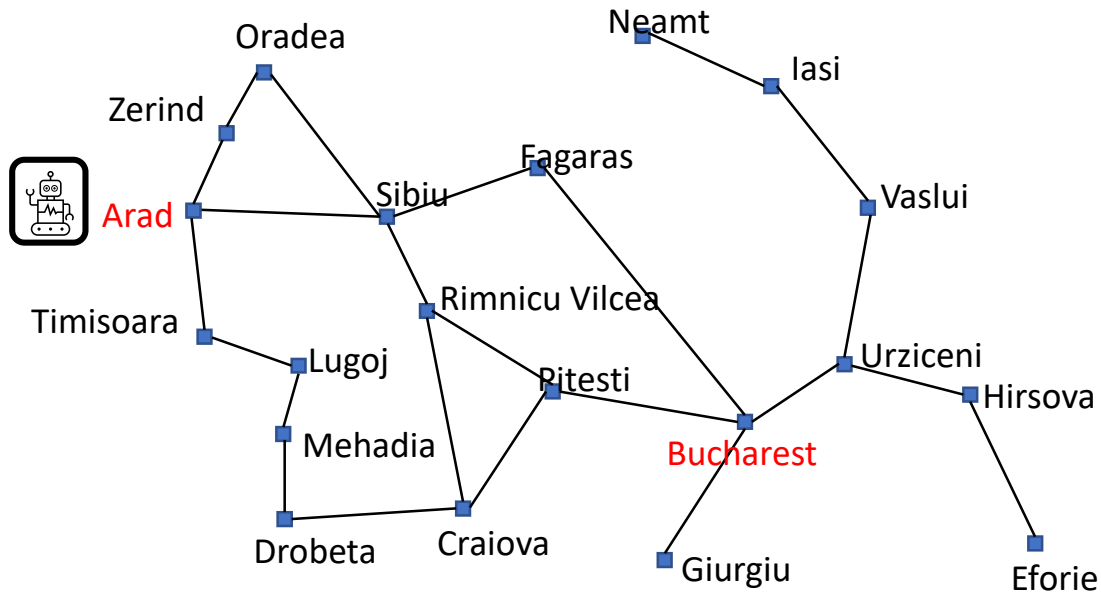 Neamt
Oradea
Iasi
Zerind
Fagaras
Sibiu
Vaslui
Arad
Rimnicu Vilcea
Timisoara
Lugoj
Urziceni
Pitesti
Hirsova
Mehadia
Bucharest
Drobeta
Craiova
Giurgiu
Eforie